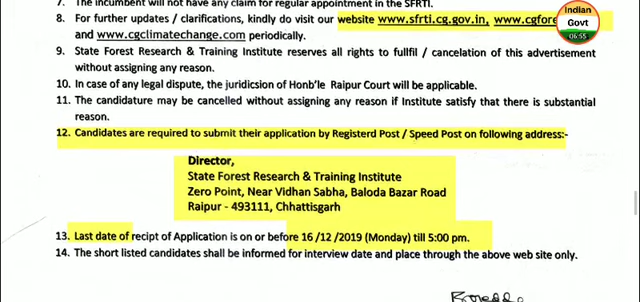 7. The incumbent will not have any claim for regular appointment in the SFRTI.
8. For further updates / clarifications, kindly do visit our website www.sfrti.cg.gov.in, www.cgfore
and www.cgclimatechange.com periodically.
9. State Forest Research & Training Institute reserves all rights to fullfil / cancelation of this advertisement
without assigning any reason.
10. In case of any legal dispute, the juridicsion of Honb'le Raipur Court will be applicable.
11. The candidature may be cancelled without assigning any reason if Institute satisfy that there is substantial
reason.
12. Candidates are required to submit their application by Registerd Post / Speed Post on following address:-
Director,
State Forest Research & Training Institute
Zero Point, Near Vidhan Sabha, Baloda Bazar Road
Raipur - 493111, Chhattisgarh
13. Last date of recipt of Application is on or before 16 /12 /2019 (Monday) till 5:00 pm.
14. The short listed candidates shall be informed for interview date and place through the above web site only.
Indian
Govt
06:55